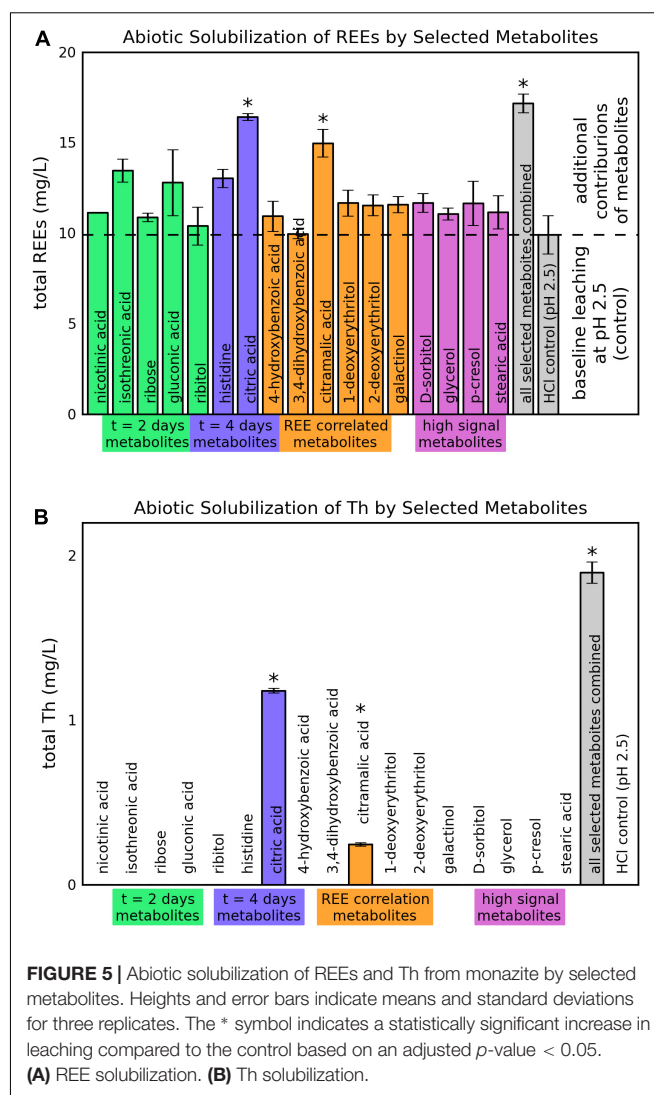 A
Abiotic Solubilization of REEs by Selected Metabolites
20
15
10
5
0
total REEs (mg/L)
nicotinic acid
isothreonic acid
ribose
gluconic acid
ribitol
histidine
*
citric acid
4-hydroxybenzoic acid
3,4-dihydroxybenzoic acid
*
citramalic acid
1-deoxyerythritol
2-deoxyerythritol
galactinol
D-sorbitol
glycerol
p-cresol
stearic acid
*
all selected metaboites combined
HCl control (pH 2.5)
additional
contriburions
of metabolites
baseline leaching
at pH 2.5
(control)
t = 2 days
metabolites
t = 4 days
metabolites
REE correlated
metabolites
high signal
metabolites
B
Abiotic Solubilization of Th by Selected Metabolites
2
1
0
total Th (mg/L)
nicotinic acid
isothreonic acid
ribose
gluconic acid
ribitol
histidine
*
citric acid
4-hydroxybenzoic acid
3,4-dihydroxybenzoic acid
citramalic acid *
1-deoxyerythritol
2-deoxyerythritol
galactinol
D-sorbitol
glycerol
p-cresol
stearic acid
*
all selected metaboites combined
HCl control (pH 2.5)
t = 2 days
metabolites
t = 4 days
metabolites
REE correlation
metabolites
high signal
metabolites
FIGURE 5 | Abiotic solubilization of REEs and Th from monazite by selected
metabolites. Heights and error bars indicate means and standard deviations
for three replicates. The * symbol indicates a statistically significant increase in
leaching compared to the control based on an adjusted p-value < 0.05.
(A) REE solubilization. (B) Th solubilization.